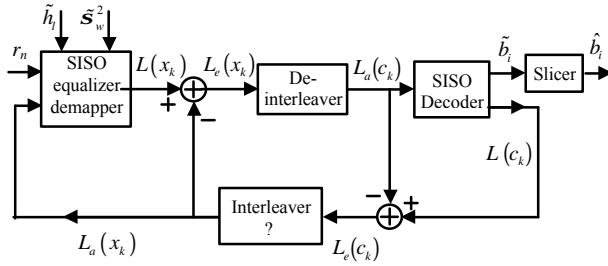 h̃_l
s̃_w^2
r_n
SISO
equalizer
demapper
L(x_k)
+
−
L_e(x_k)
De-
interleaver
L_a(c_k)
SISO
Decoder
b̃_i
Slicer
b̂_i
L(c_k)
−
+
L_e(c_k)
Interleaver
?
L_a(x_k)